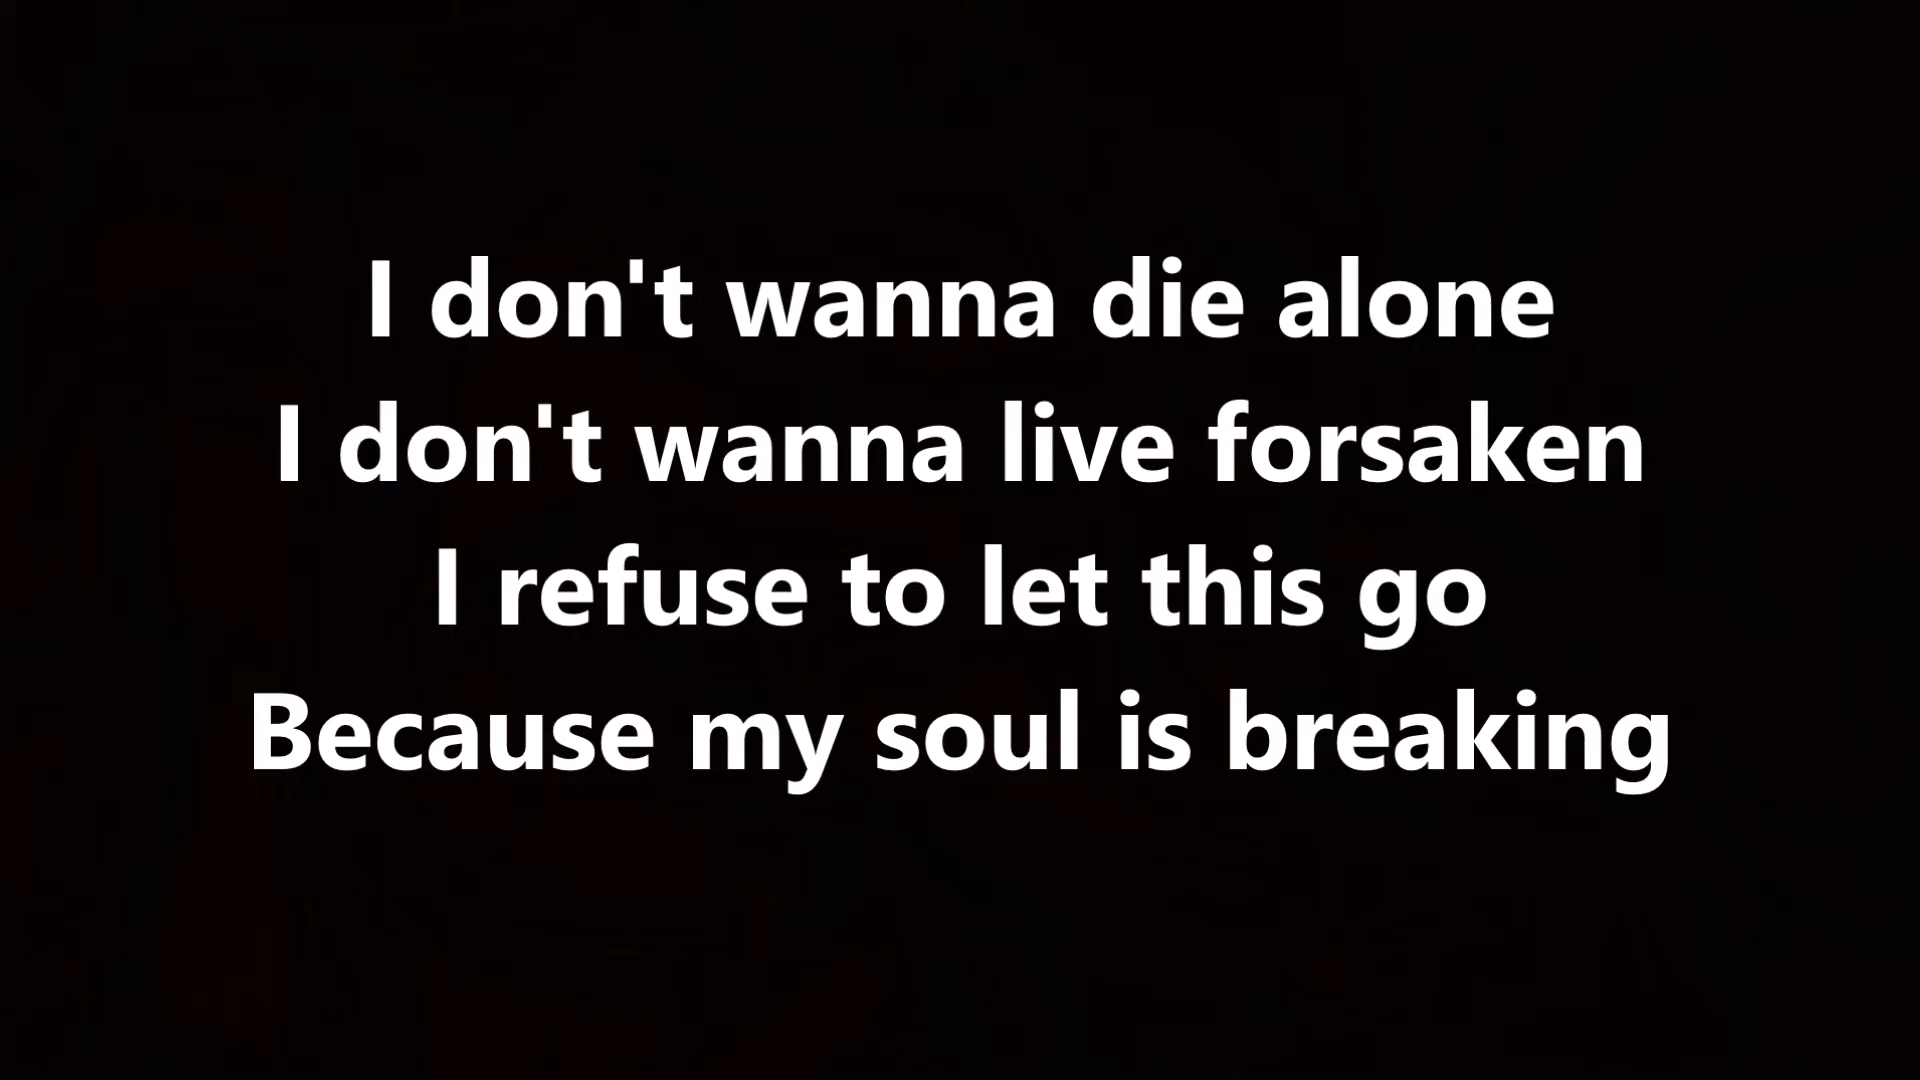 I don't wanna die alone
I don't wanna live forsaken
I refuse to let this go
Because my soul is breaking